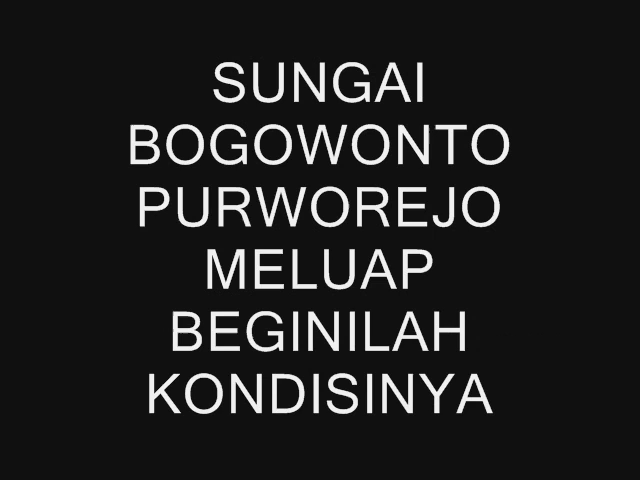 SUNGAI
BOGOWONTO
PURWOREJO
MELUAP
BEGINILAH
KONDISINYA